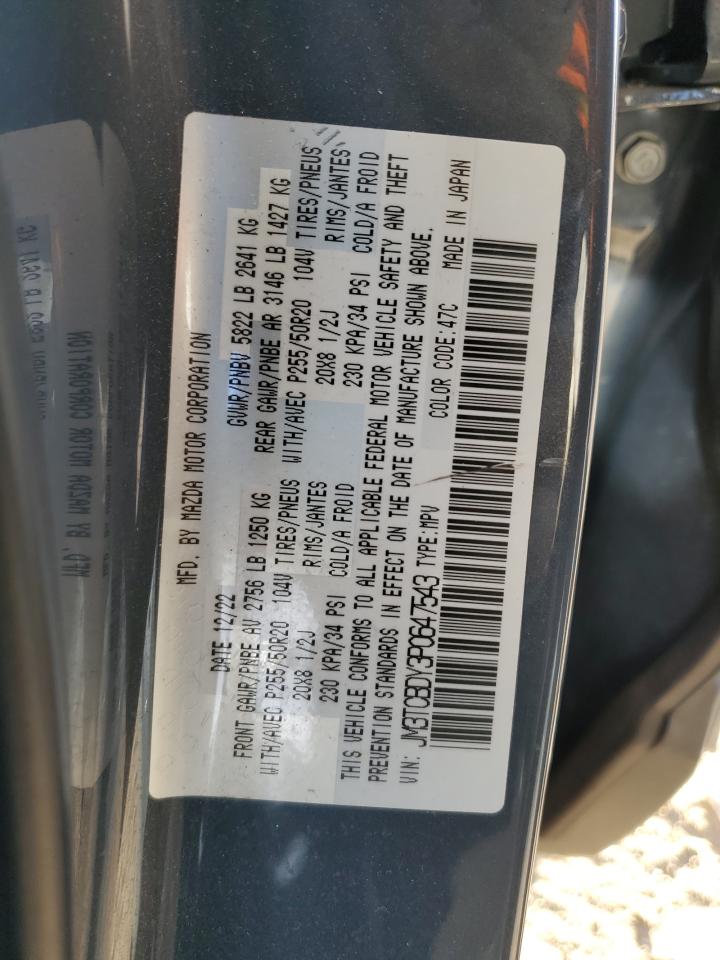 MFD. BY MAZDA MOTOR CORPORATION
DATE 12/22 GVWR/PNBV 5822 LB 2641 KG
FRONT GAWR/PNBE AV 2756 LB 1250 KG REAR GAWR/PNBE AR 3146 LB 1427 KG
WITH/AVEC P255/50R20 104V TIRES/PNEUS WITH/AVEC P255/50R20 104V TIRES/PNEUS
20X8 1/2J RIMS/JANTES 20X8 1/2J RIMS/JANTES
230 KPA/34 PSI COLD/A FROID 230 KPA/34 PSI COLD/A FROID
THIS VEHICLE CONFORMS TO ALL APPLICABLE FEDERAL MOTOR VEHICLE SAFETY AND THEFT
PREVENTION STANDARDS IN EFFECT ON THE DATE OF MANUFACTURE SHOWN ABOVE.
VIN: JM3TCBDY3P0647543 TYPE:MPV COLOR CODE:47C MADE IN JAPAN